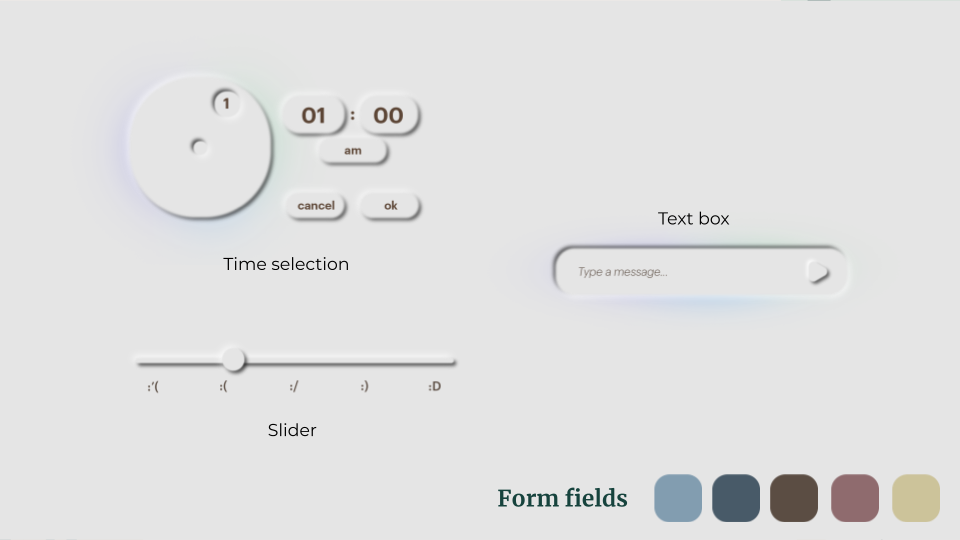 1
01 : 00
am
cancel ok
Time selection
Text box
Type a message...
:'( :( :/ :) :D
Slider
Form fields